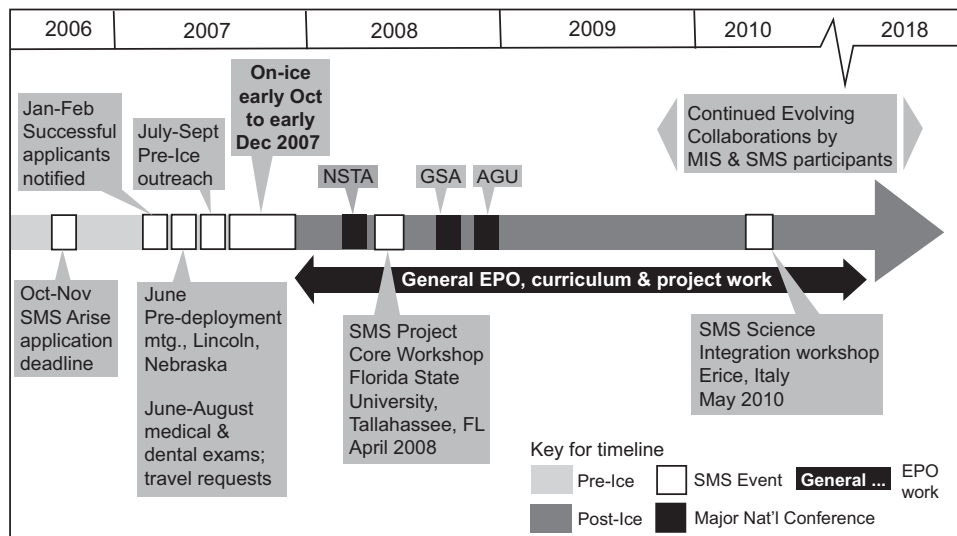 2006
2007
2008
2009
2010
2018
Jan-Feb
Successful
applicants
notified
July-Sept
Pre-Ice
outreach
On-ice
early Oct
to early
Dec 2007
NSTA
GSA
AGU
Continued Evolving
Collaborations by
MIS & SMS participants
General EPO, curriculum & project work
Oct-Nov
SMS Arise
application
deadline
June
Pre-deployment
mtg., Lincoln,
Nebraska
June-August
medical &
dental exams;
travel requests
SMS Project
Core Workshop
Florida State
University,
Tallahassee, FL
April 2008
SMS Science
Integration workshop
Erice, Italy
May 2010
Key for timeline
Pre-Ice
SMS Event
General ...
EPO
work
Post-Ice
Major Nat'l Conference